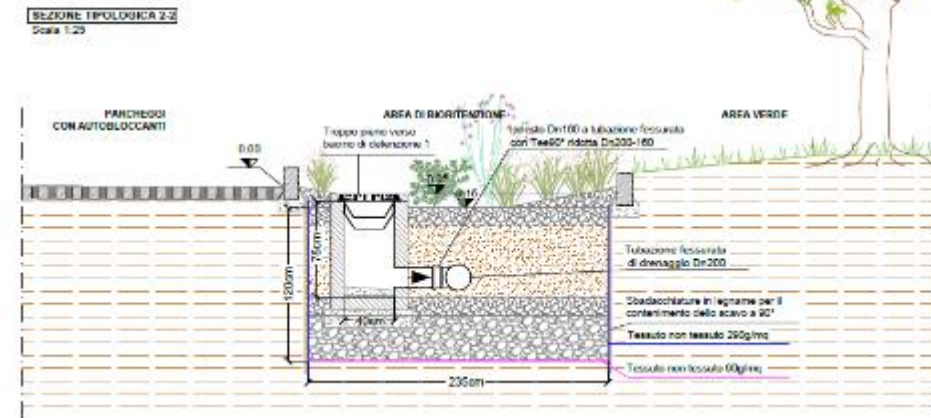 SEZIONE TIPOLOGICA 2-2
Scala 1:25
PARCHEGGI
CON AUTOBLOCCANTI
AREA DI BIORITENZIONE
AREA VERDE
Troppo pieno verso
bacino di detenzione 1
Innesto Dn160 a tubazione fessurata
con Tee90° ridotta Dn200-160
0.00
75cm
120cm
40cm
235cm
Tubazione fessurata
di drenaggio Dn200
Sbadacchiature in legname per il
contenimento dello scavo a 90°
Tessuto non tessuto 290g/mq
Tessuto non tessuto 90g/mq